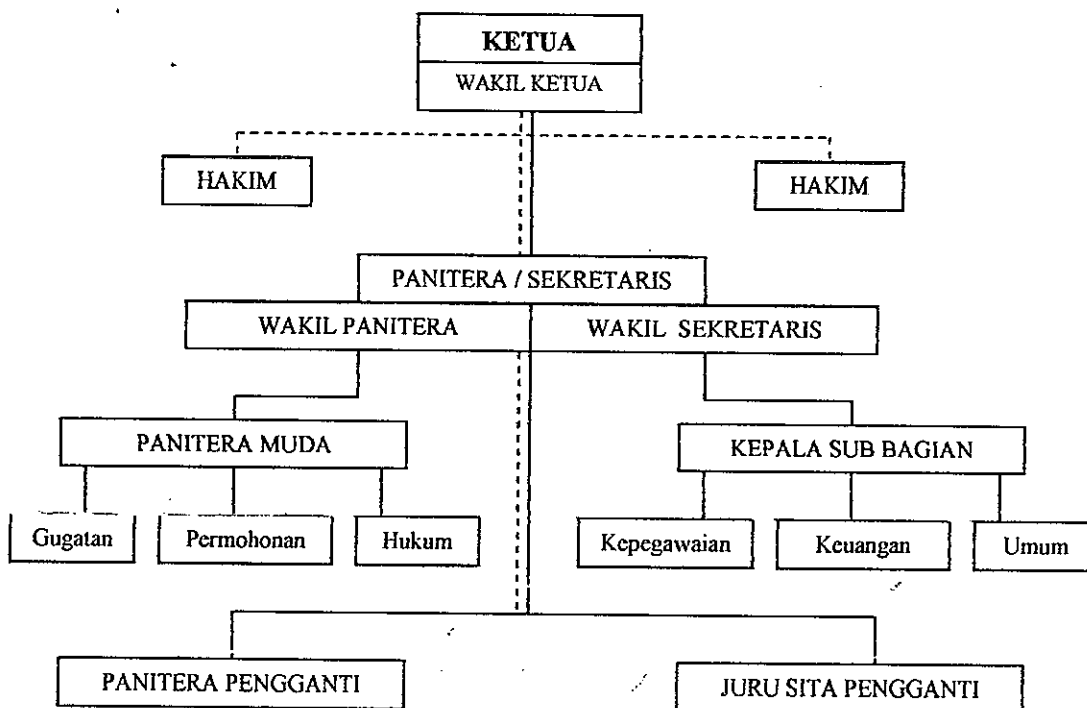 KETUA
WAKIL KETUA
HAKIM
HAKIM
PANITERA / SEKRETARIS
WAKIL PANITERA
WAKIL SEKRETARIS
PANITERA MUDA
KEPALA SUB BAGIAN
Gugatan
Permohonan
Hukum
Kepegawaian
Keuangan
Umum
PANITERA PENGGANTI
JURU SITA PENGGANTI